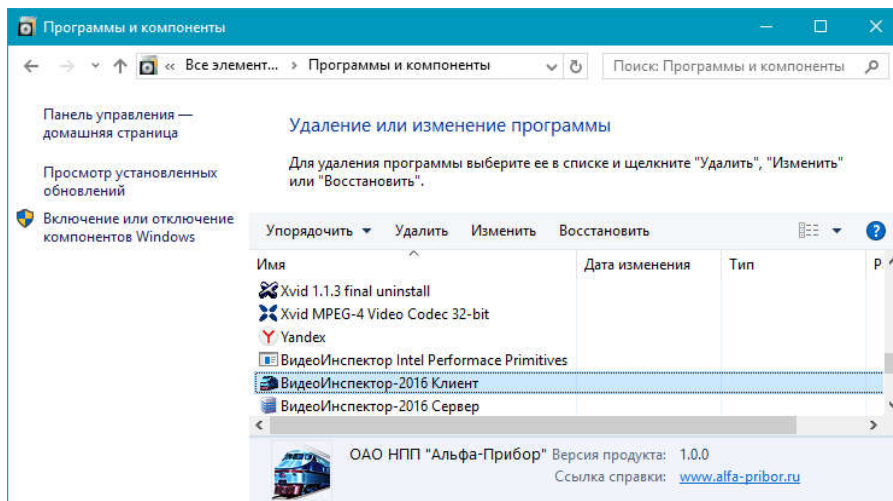 Программы и компоненты
« Все элемент... › Программы и компоненты
Поиск: Программы и компоненты
Панель управления —
домашняя страница
Просмотр установленных
обновлений
Включение или отключение
компонентов Windows
Удаление или изменение программы
Для удаления программы выберите ее в списке и щелкните "Удалить", "Изменить"
или "Восстановить".
Упорядочить Удалить Изменить Восстановить ?
Имя Дата изменения Тип Р
Xvid 1.1.3 final uninstall
Xvid MPEG-4 Video Codec 32-bit
Yandex
ВидеоИнспектор Intel Performace Primitives
ВидеоИнспектор-2016 Клиент
ВидеоИнспектор-2016 Сервер
ОАО НПП "Альфа-Прибор" Версия продукта: 1.0.0
Ссылка справки: www.alfa-pribor.ru